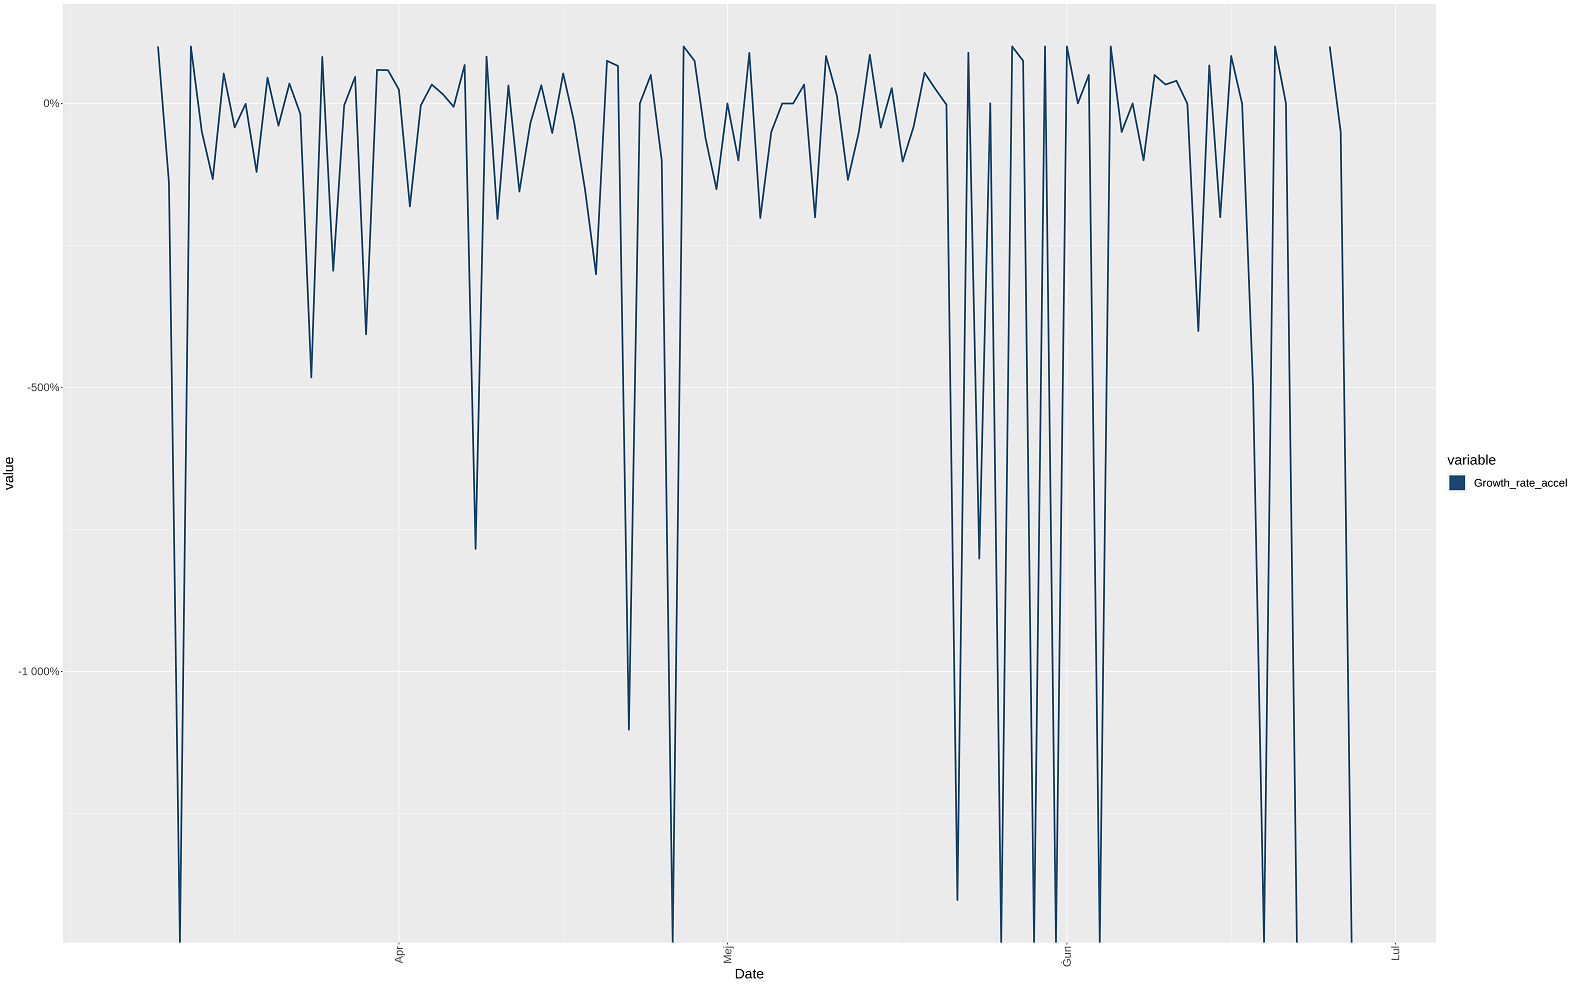 0%
-500%
-1 000%
value
Apr
Mej
Ġun
Lul
Date
variable
Growth_rate_accel